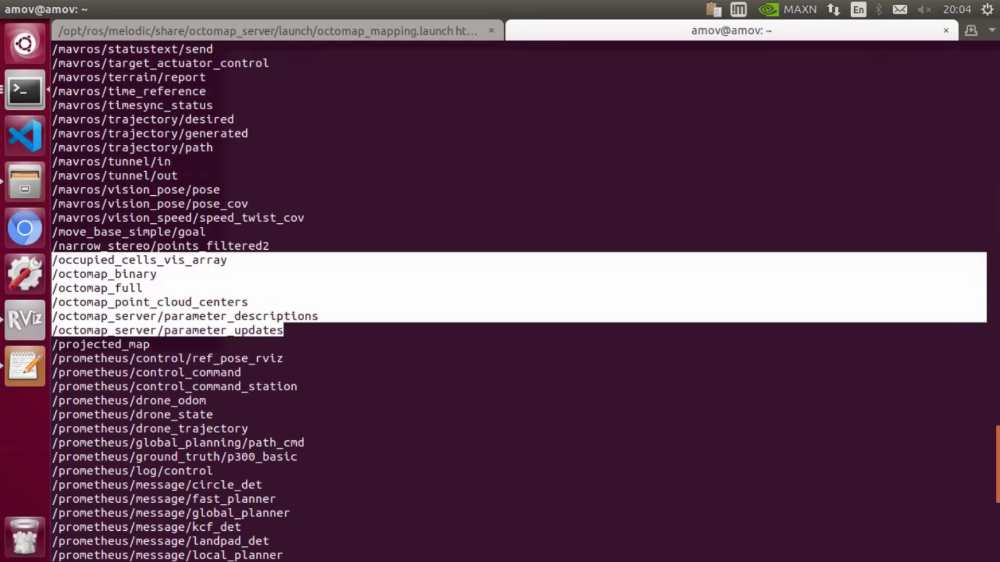 amov@amov: ~
MAXN
En
20:04
/opt/ros/melodic/share/octomap_server/launch/octomap_mapping.launch ht...
amov@amov: ~
/mavros/statustext/send
/mavros/target_actuator_control
/mavros/terrain/report
/mavros/time_reference
/mavros/timesync_status
/mavros/trajectory/desired
/mavros/trajectory/generated
/mavros/trajectory/path
/mavros/tunnel/in
/mavros/tunnel/out
/mavros/vision_pose/pose
/mavros/vision_pose/pose_cov
/mavros/vision_speed/speed_twist_cov
/move_base_simple/goal
/narrow_stereo/points_filtered2
/occupied_cells_vis_array
/octomap_binary
/octomap_full
/octomap_point_cloud_centers
/octomap_server/parameter_descriptions
/octomap_server/parameter_updates
/projected_map
/prometheus/control/ref_pose_rviz
/prometheus/control_command
/prometheus/control_command_station
/prometheus/drone_odom
/prometheus/drone_state
/prometheus/drone_trajectory
/prometheus/global_planning/path_cmd
/prometheus/ground_truth/p300_basic
/prometheus/log/control
/prometheus/message/circle_det
/prometheus/message/fast_planner
/prometheus/message/global_planner
/prometheus/message/kcf_det
/prometheus/message/landpad_det
/prometheus/message/local_planner
>_
RViz